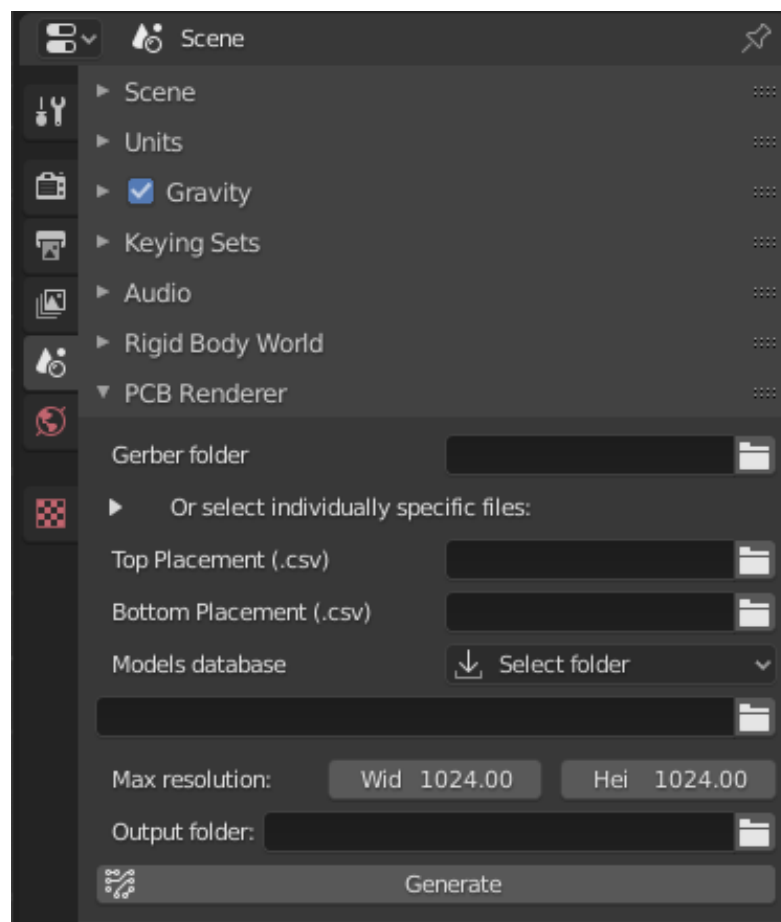 Scene
Scene
Units
Gravity
Keying Sets
Audio
Rigid Body World
PCB Renderer
Gerber folder
Or select individually specific files:
Top Placement (.csv)
Bottom Placement (.csv)
Models database Select folder
Max resolution: Wid 1024.00 Hei 1024.00
Output folder:
Generate